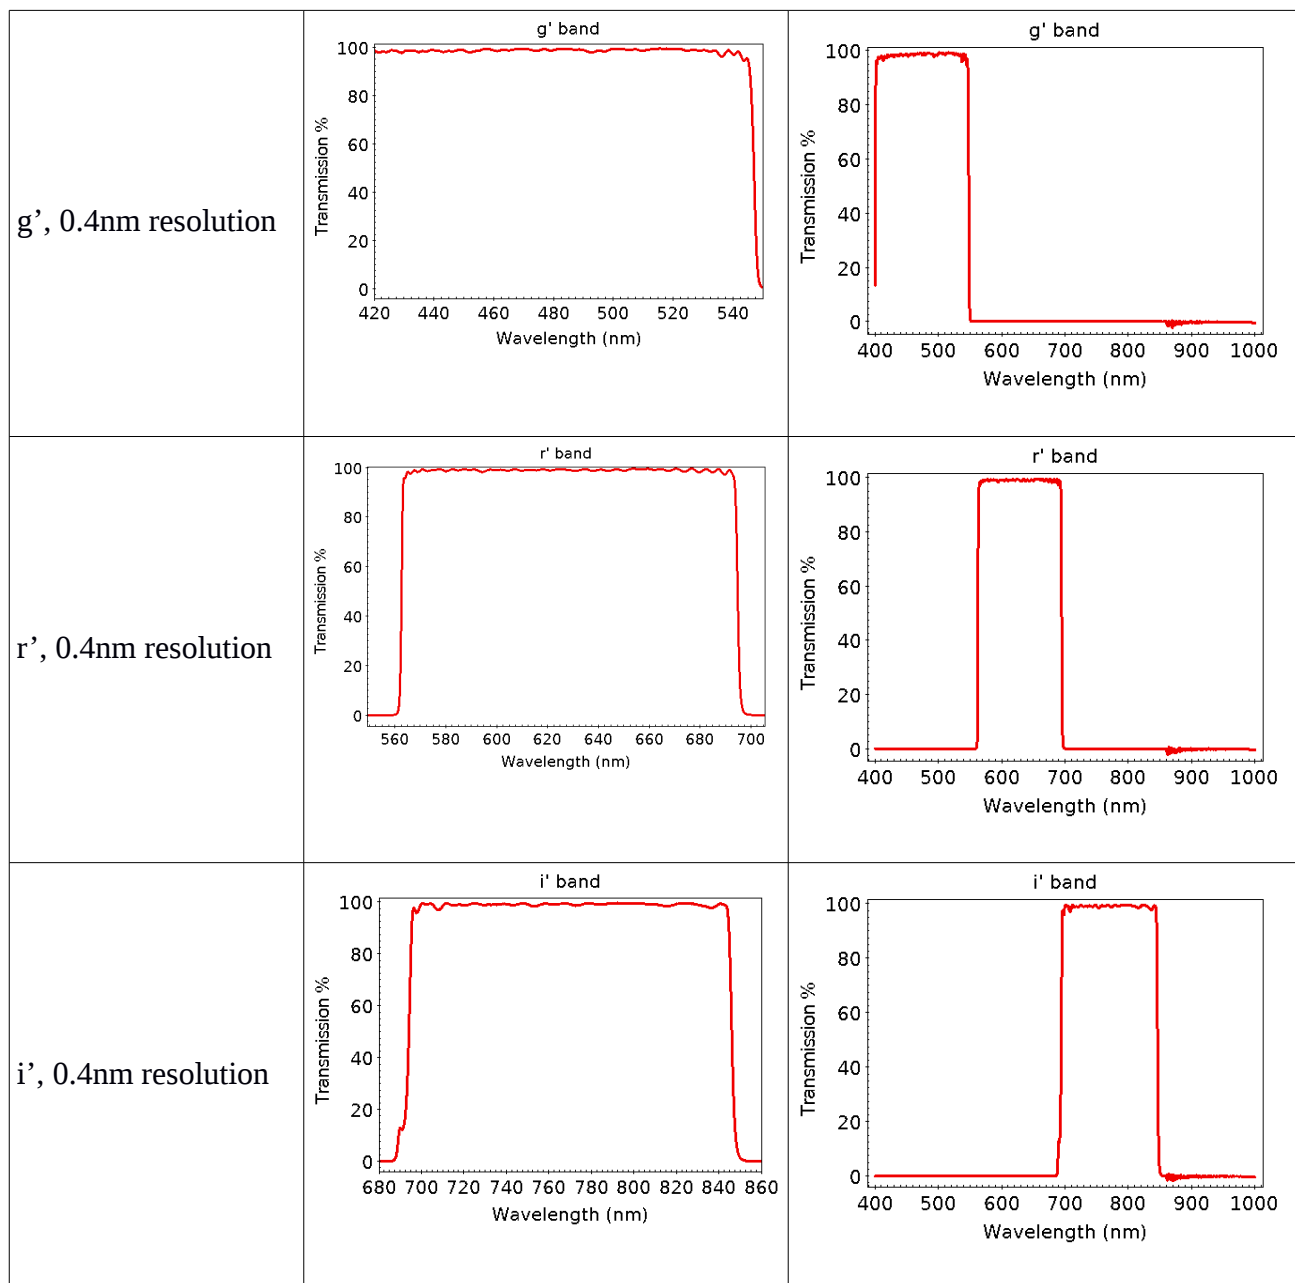 g’, 0.4nm resolution
g' band
Transmission %
100
80
60
40
20
0
420 440 460 480 500 520 540
Wavelength (nm)
g' band
Transmission %
100
80
60
40
20
0
400 500 600 700 800 900 1000
Wavelength (nm)
r’, 0.4nm resolution
r' band
Transmission %
100
80
60
40
20
0
560 580 600 620 640 660 680 700
Wavelength (nm)
r' band
Transmission %
100
80
60
40
20
0
400 500 600 700 800 900 1000
Wavelength (nm)
i’, 0.4nm resolution
i' band
Transmission %
100
80
60
40
20
0
680 700 720 740 760 780 800 820 840 860
Wavelength (nm)
i' band
Transmission %
100
80
60
40
20
0
400 500 600 700 800 900 1000
Wavelength (nm)